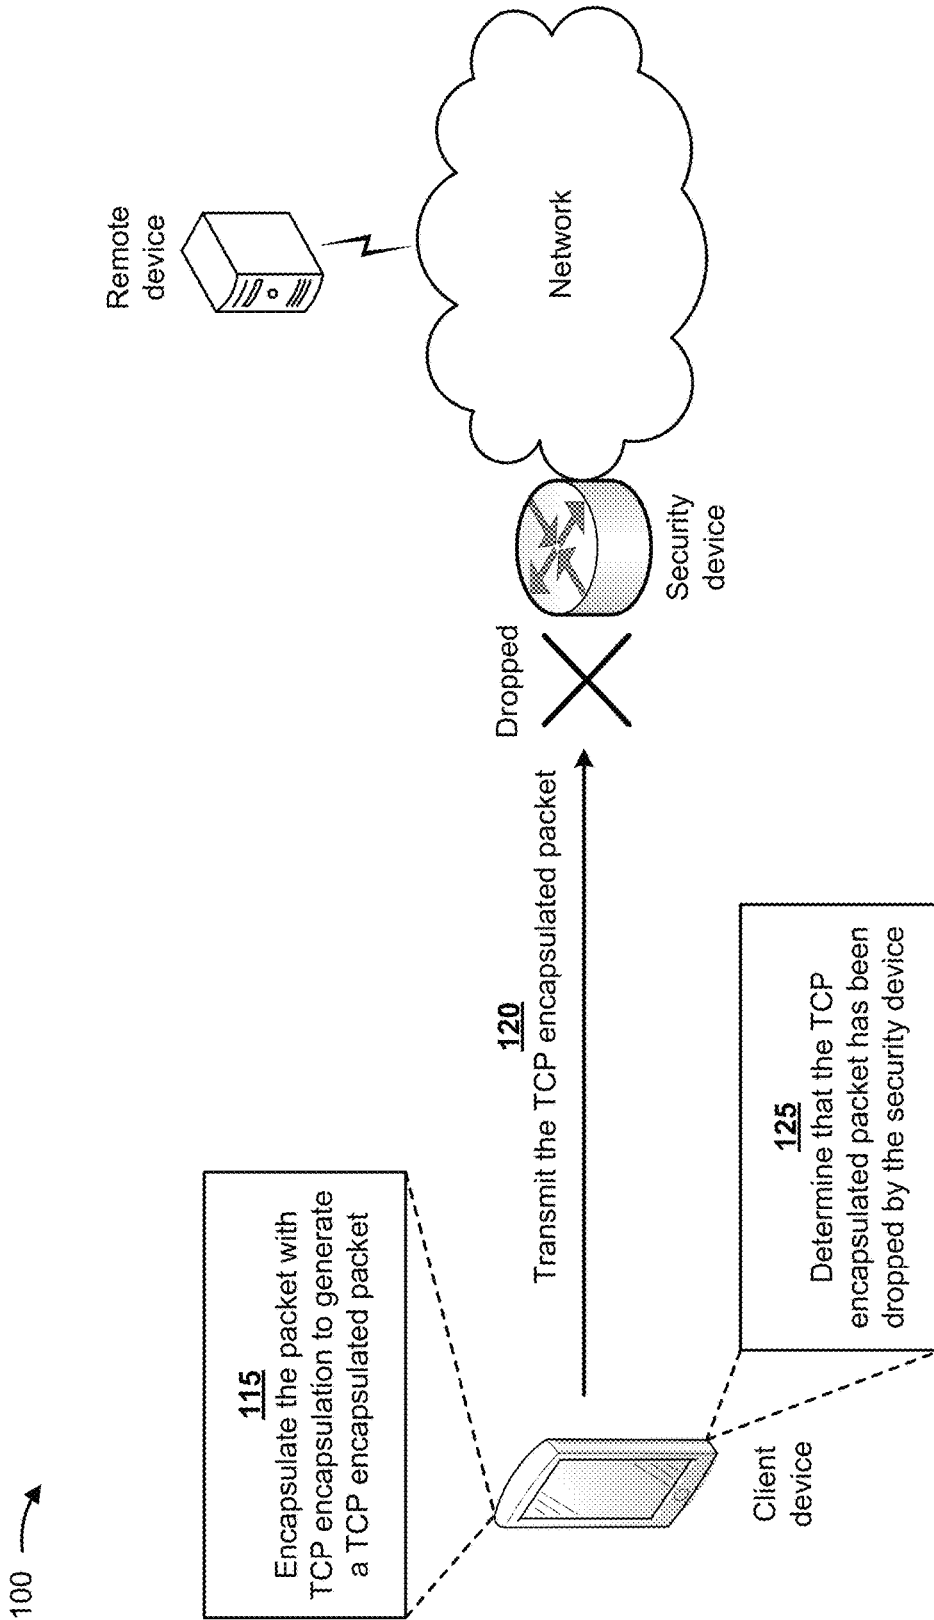 100
115
Encapsulate the packet with
TCP encapsulation to generate
a TCP encapsulated packet
120
Transmit the TCP encapsulated packet
Dropped
Remote
device
Network
Security
device
Client
device
125
Determine that the TCP
encapsulated packet has been
dropped by the security device